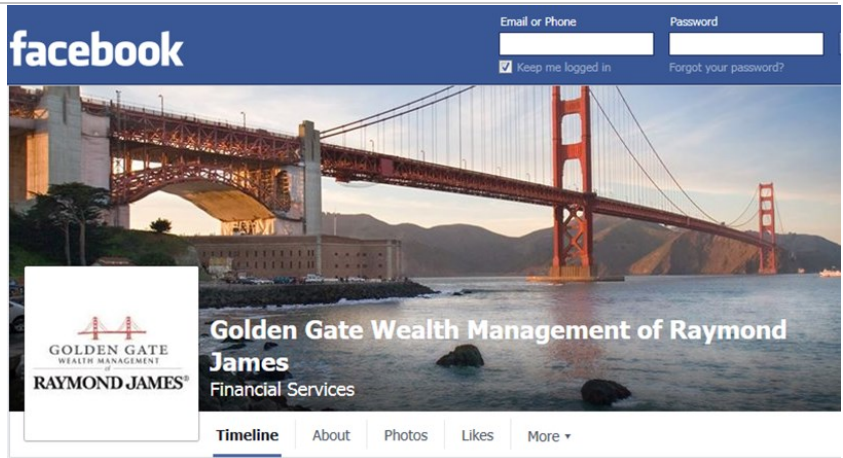 Email or Phone
Password
facebook
Keep me logged in
Forgot your password?
Golden Gate Wealth Management of Raymond
James
Financial Services
GOLDEN GATE
WEALTH MANAGEMENT
of
RAYMOND JAMES®
Timeline
About
Photos
Likes
More